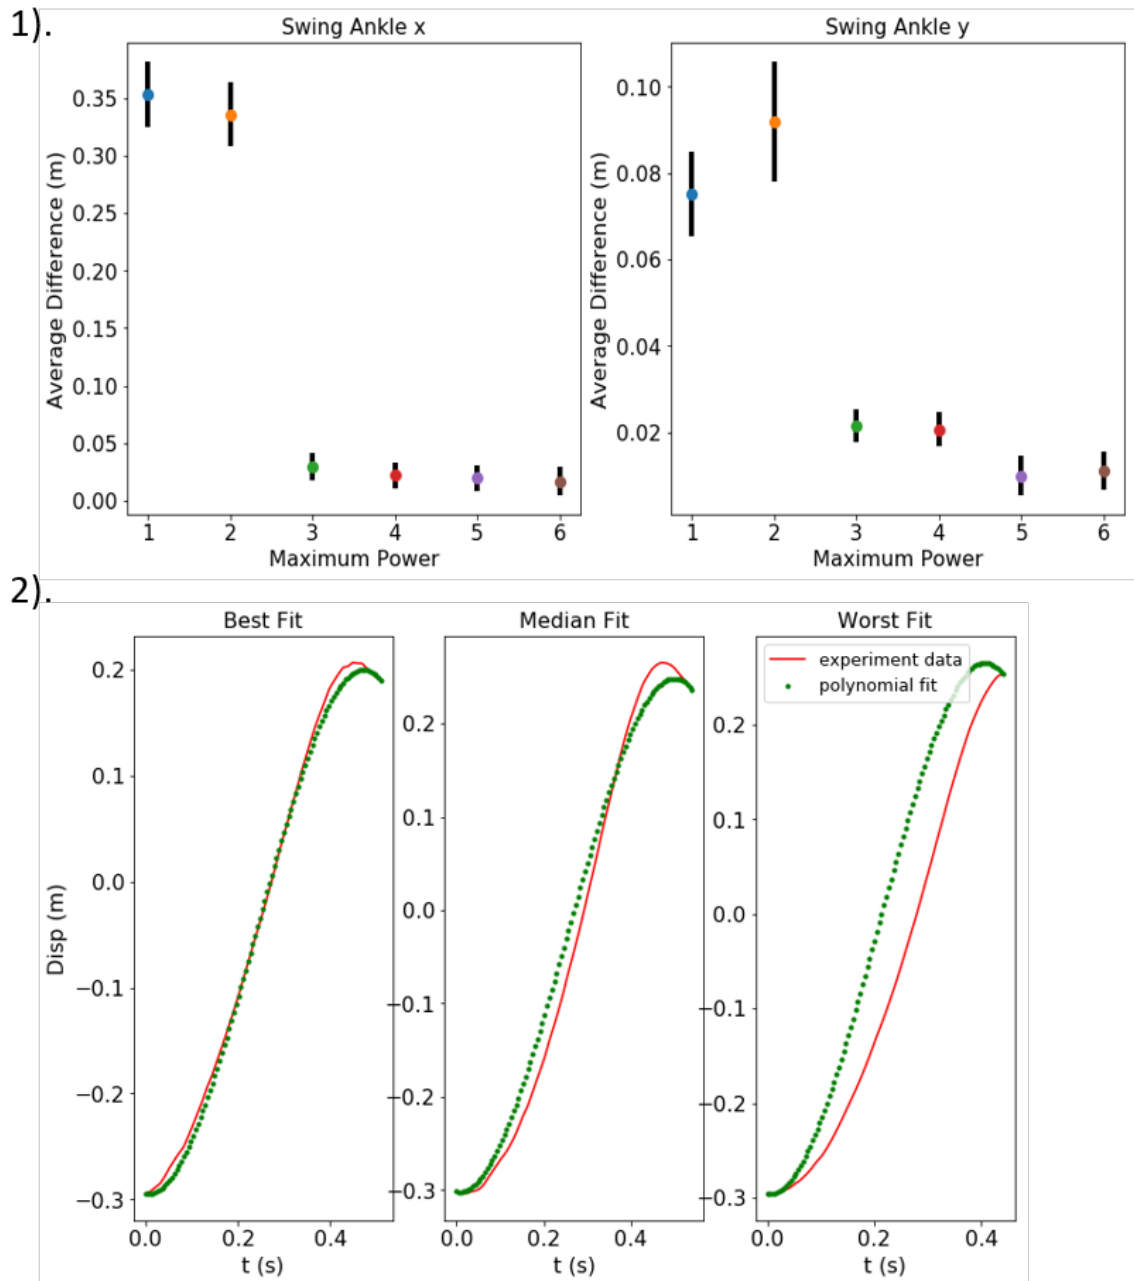 1).
Swing Ankle x
Swing Ankle y
Average Difference (m)
0.35
0.30
0.25
0.20
0.15
0.10
0.05
0.00
1 2 3 4 5 6
Maximum Power
Average Difference (m)
0.10
0.08
0.06
0.04
0.02
1 2 3 4 5 6
Maximum Power
2).
Best Fit
Median Fit
Worst Fit
Disp (m)
0.2
0.1
0.0
−0.1
−0.2
−0.3
0.0 0.2 0.4
t (s)
0.2
0.1
0.0
−0.1
−0.2
−0.3
0.0 0.2 0.4
t (s)
experiment data
polynomial fit
0.2
0.1
0.0
−0.1
−0.2
−0.3
0.0 0.2 0.4
t (s)